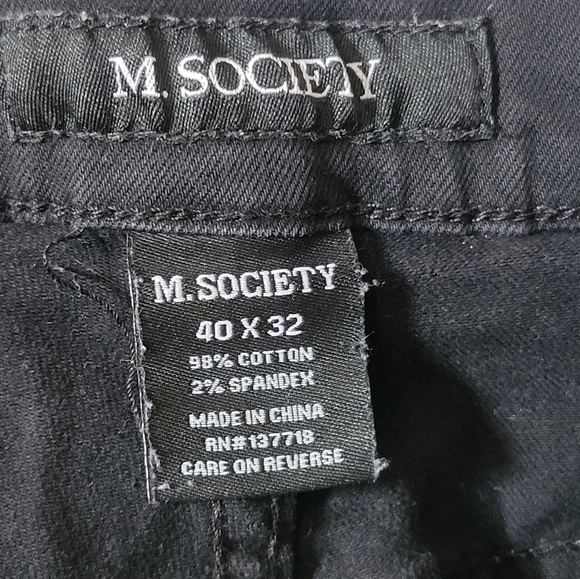 M. SOCIETY
M. SOCIETY
40 X 32
98% COTTON
2% SPANDEX
MADE IN CHINA
RN#137718
CARE ON REVERSE